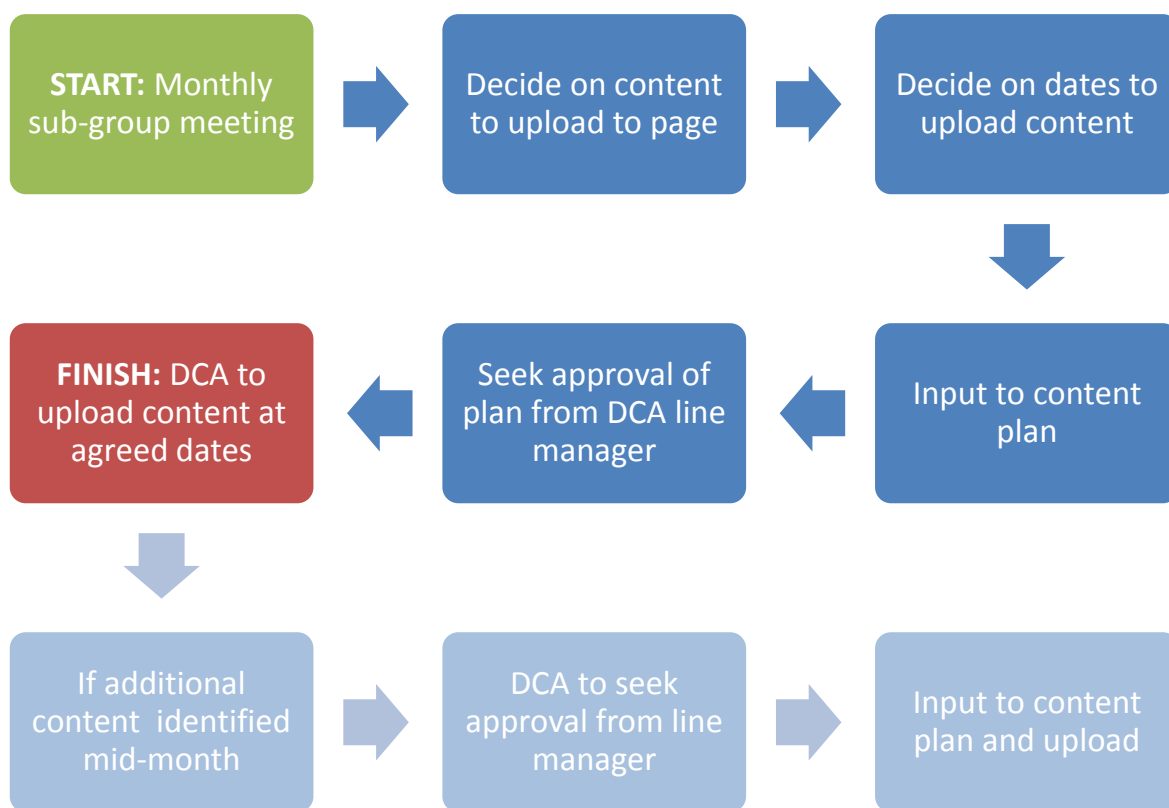 START: Monthly
sub-group meeting
Decide on content
to upload to page
Decide on dates to
upload content
Input to content
plan
Seek approval of
plan from DCA line
manager
FINISH: DCA to
upload content at
agreed dates
If additional
content  identified
mid-month
DCA to seek
approval from line
manager
Input to content
plan and upload